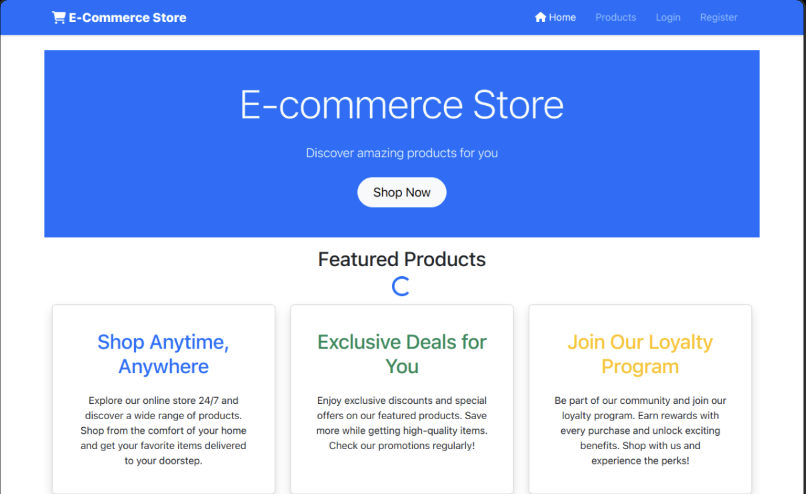 E-Commerce Store
Home Products Login Register
E-commerce Store
Discover amazing products for you
Shop Now
Featured Products
Shop Anytime,
Anywhere
Explore our online store 24/7 and
discover a wide range of products.
Shop from the comfort of your home
and get your favorite items delivered
to your doorstep.
Exclusive Deals for
You
Enjoy exclusive discounts and special
offers on our featured products. Save
more while getting high-quality items.
Check our promotions regularly!
Join Our Loyalty
Program
Be part of our community and join our
loyalty program. Earn rewards with
every purchase and unlock exciting
benefits. Shop with us and
experience the perks!